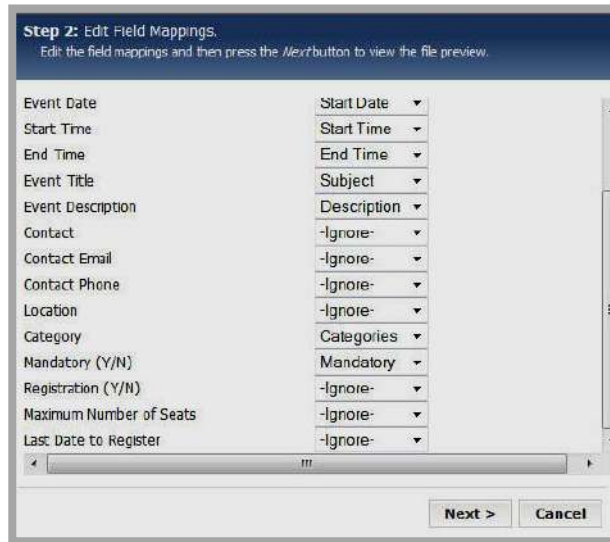 Step 2: Edit Field Mappings.
Edit the field mappings and then press the Next button to view the file preview.
Event Date Start Date
Start Time Start Time
End Time End Time
Event Title Subject
Event Description Description
Contact -Ignore-
Contact Email -Ignore-
Contact Phone -Ignore-
Location -Ignore-
Category Categories
Mandatory (Y/N) Mandatory
Registration (Y/N) -Ignore-
Maximum Number of Seats -Ignore-
Last Date to Register -Ignore-
Next > Cancel